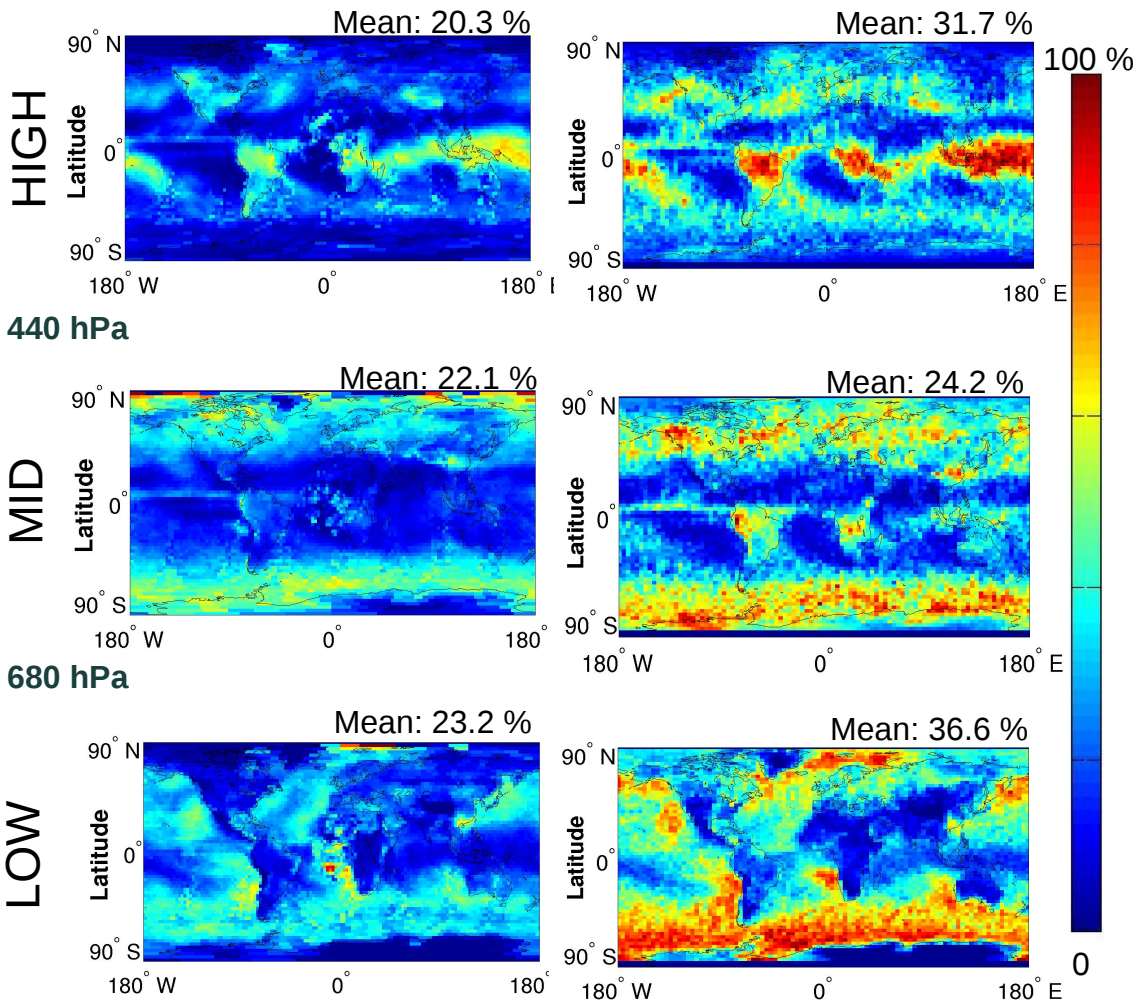 Mean: 20.3 %
Mean: 31.7 %
100 %
HIGH
Latitude
90° N
0°
90° S
180° W
0°
180° E
Latitude
90° N
0°
90° S
180° W
0°
180° E
440 hPa
Mean: 22.1 %
Mean: 24.2 %
MID
Latitude
90° N
0°
90° S
180° W
0°
180°
Latitude
90° N
0°
90° S
180° W
0°
180° E
680 hPa
Mean: 23.2 %
Mean: 36.6 %
LOW
Latitude
90° N
0°
90° S
180° W
0°
180°
Latitude
90° N
0°
90° S
180° W
0°
180° E
0